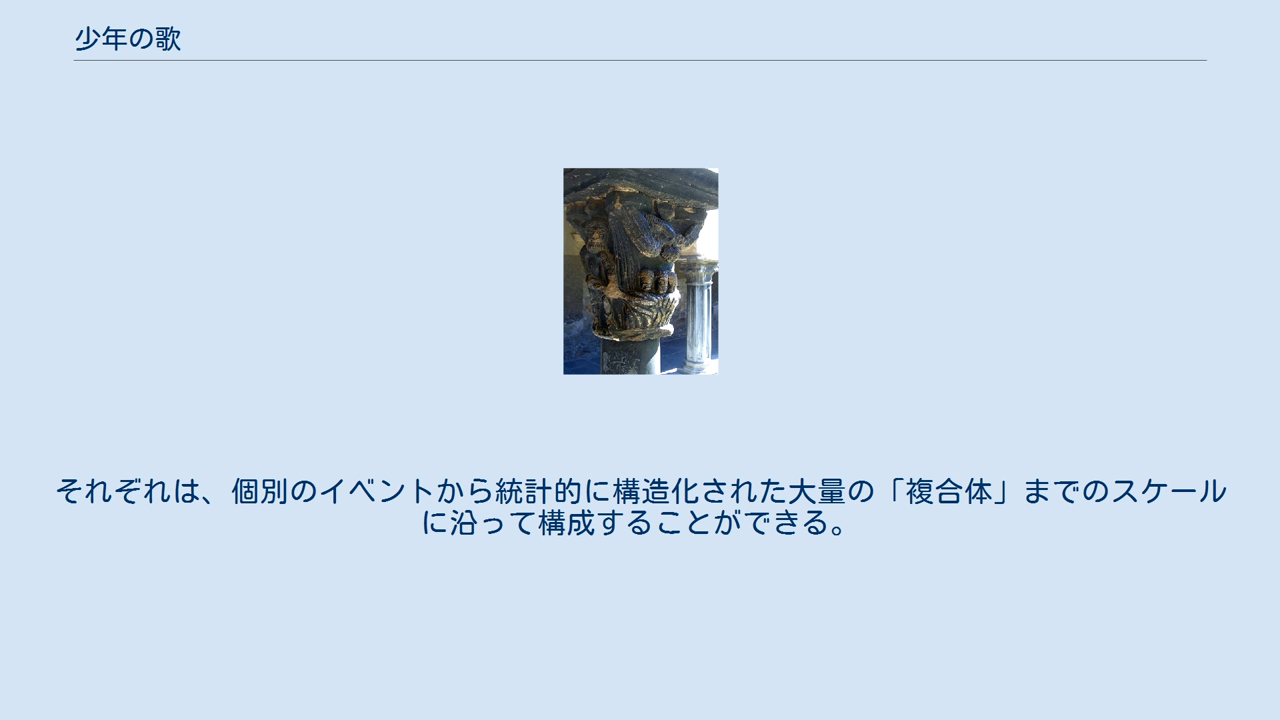 少年の歌
それぞれは、個別のイベントから統計的に構造化された大量の「複合体」までのスケール
に沿って構成することができる。